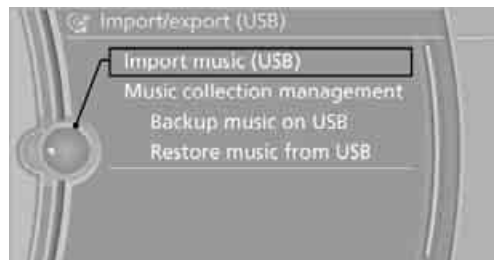 Import/export (USB)
Import music (USB)
Music collection management
Backup music on USB
Restore music from USB